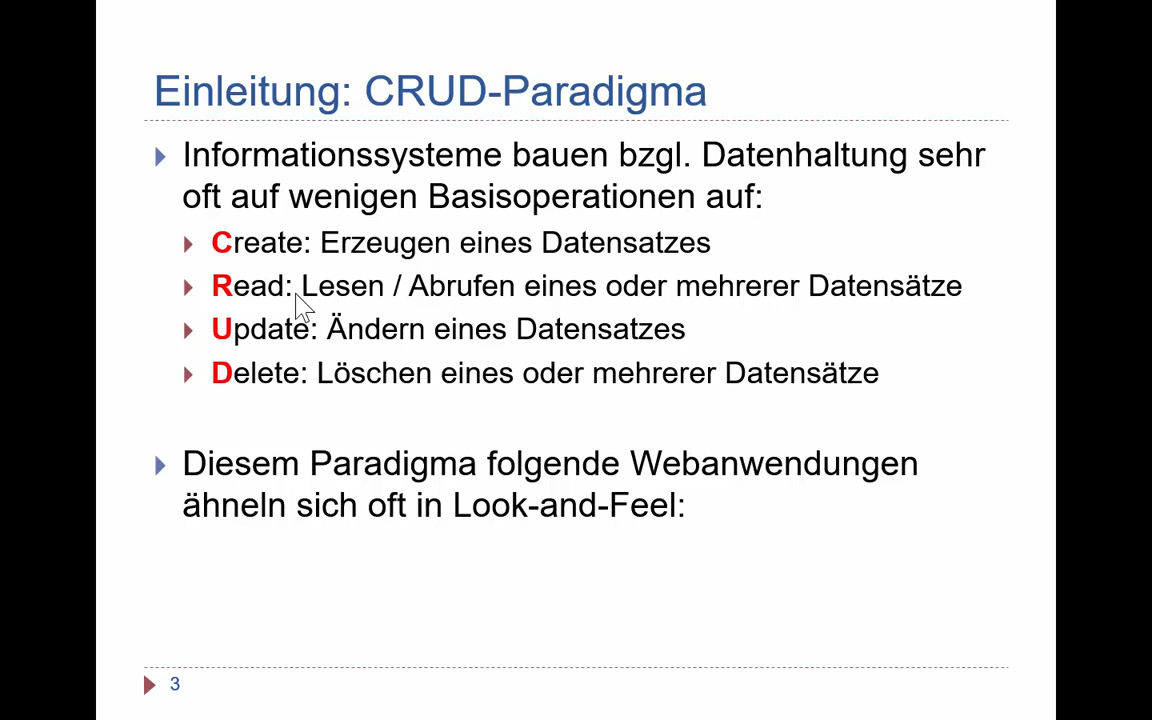 Einleitung: CRUD-Paradigma
Informationssysteme bauen bzgl. Datenhaltung sehr
oft auf wenigen Basisoperationen auf:
Create: Erzeugen eines Datensatzes
Read: Lesen / Abrufen eines oder mehrerer Datensätze
Update: Ändern eines Datensatzes
Delete: Löschen eines oder mehrerer Datensätze
Diesem Paradigma folgende Webanwendungen
ähneln sich oft in Look-and-Feel:
3